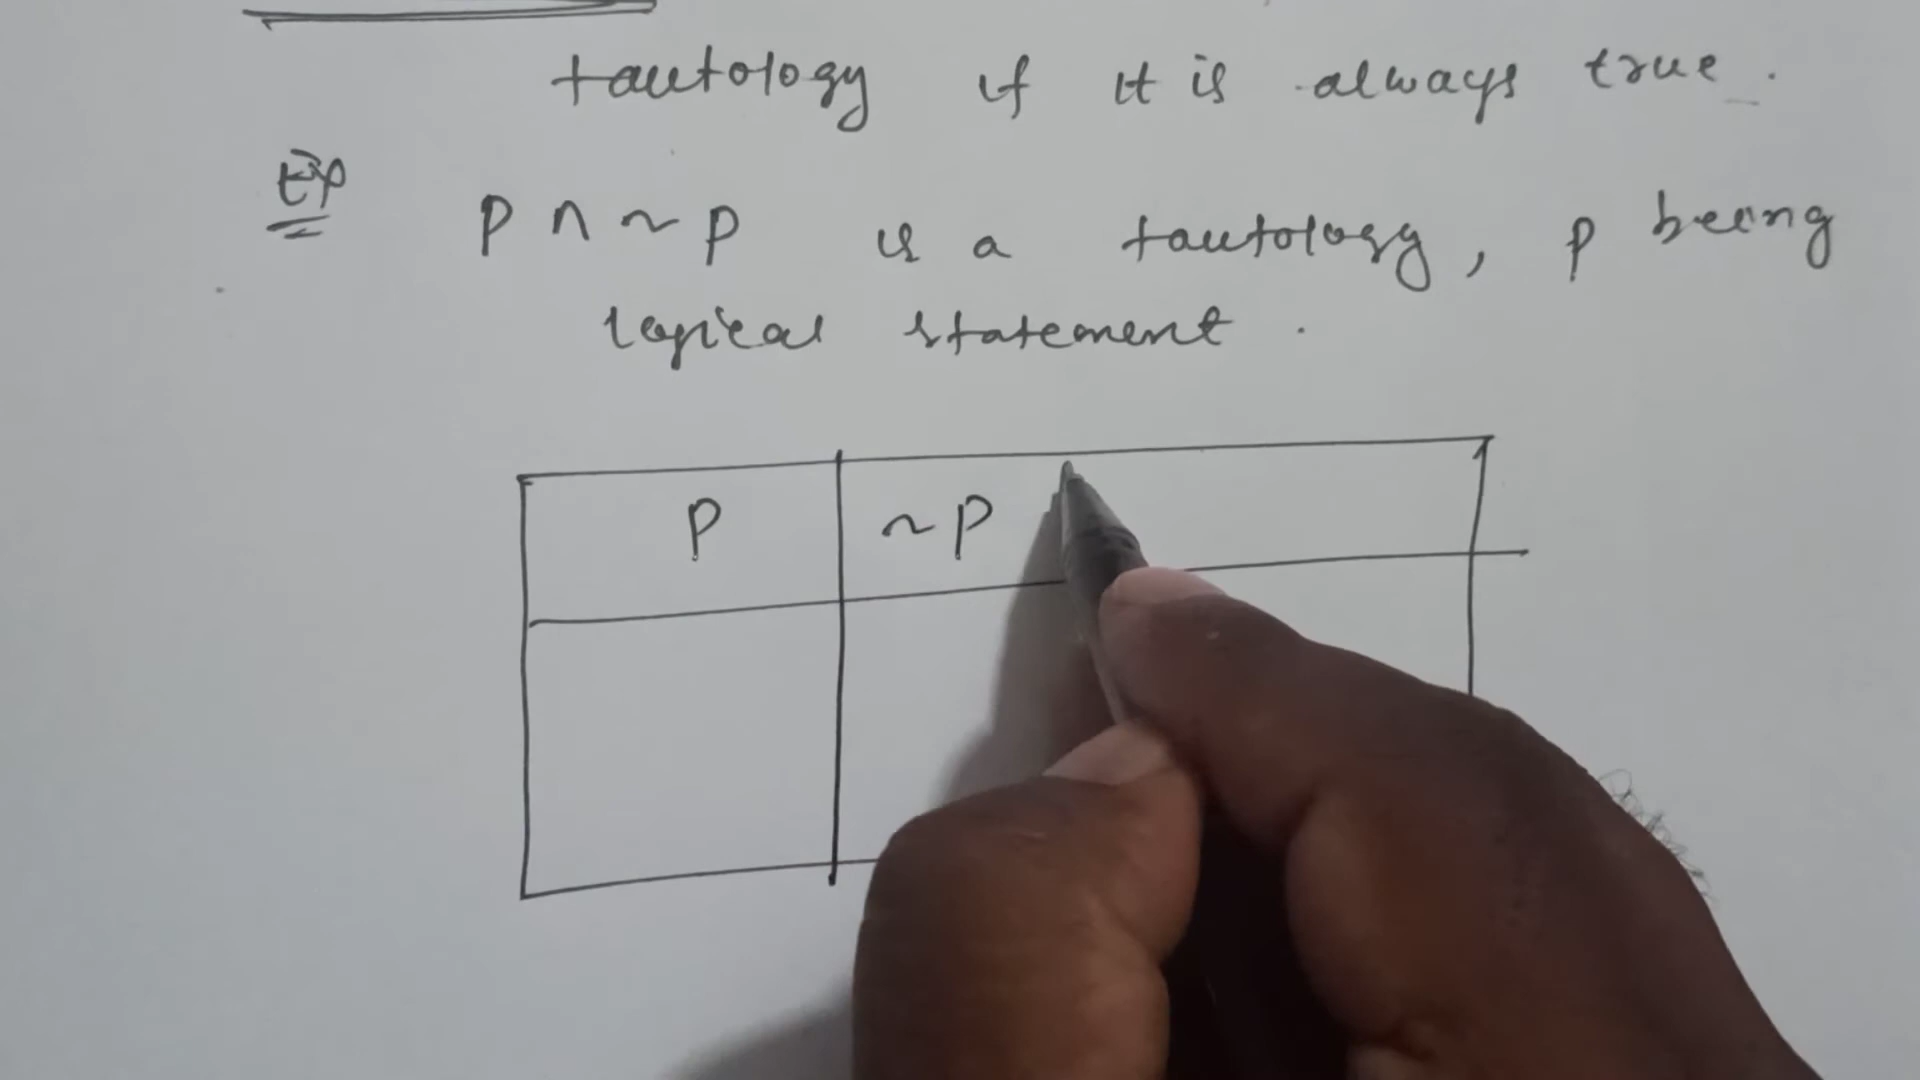 tautology if it is always true.
Ex
p ∧ ~ p is a tautology, p being
logical statement.
p ~p